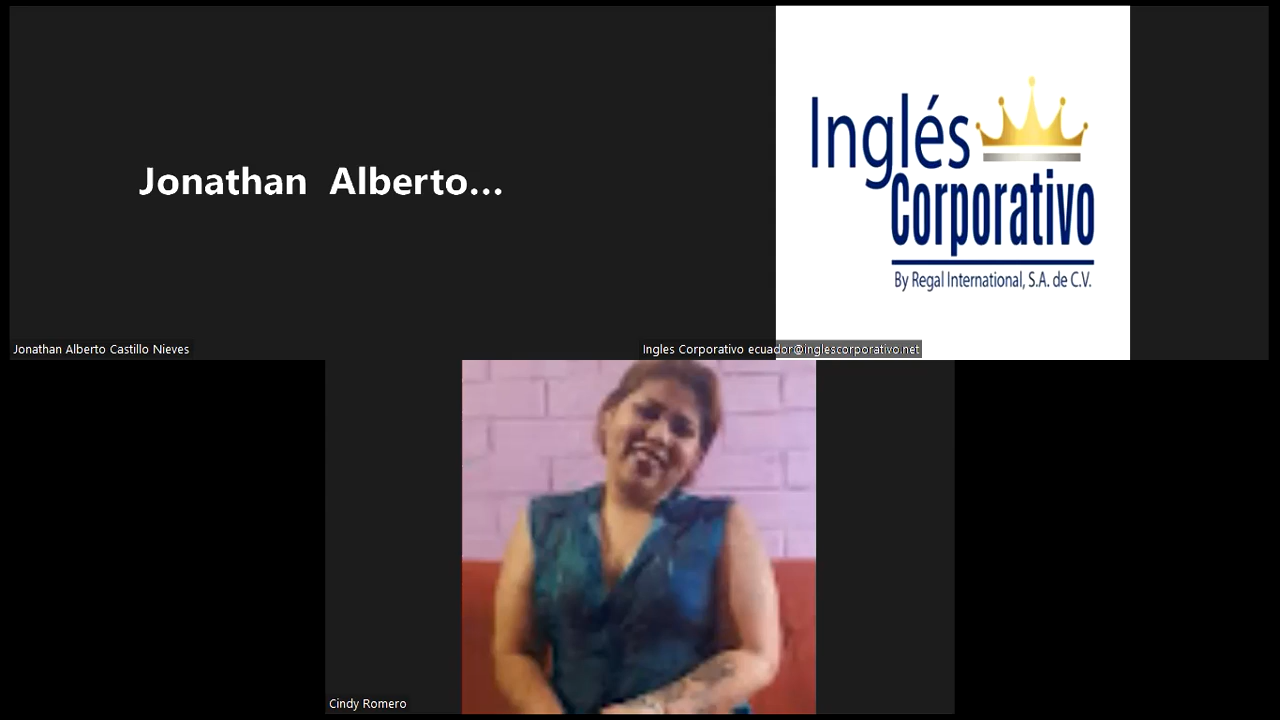 Jonathan Alberto...
Jonathan Alberto Castillo Nieves
Inglés
Corporativo
By Regal International, S.A. de C.V.
Ingles Corporativo ecuador@inglescorporativo.net
Cindy Romero